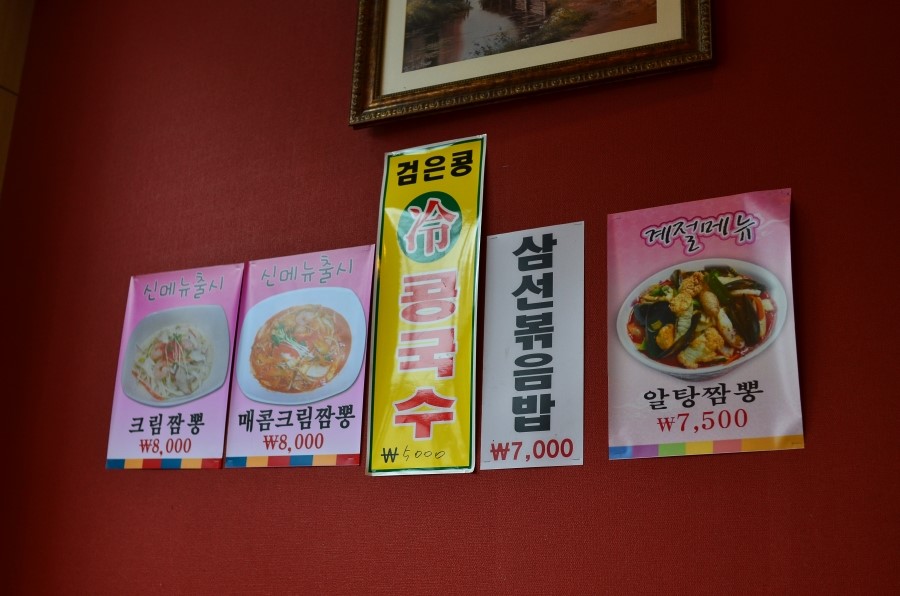 신메뉴출시
크림짬뽕
₩8,000
신메뉴출시
매콤크림짬뽕
₩8,000
검은콩
冷
콩국수
₩5000
삼선볶음밥
₩7,000
계절메뉴
알탕짬뽕
₩7,500